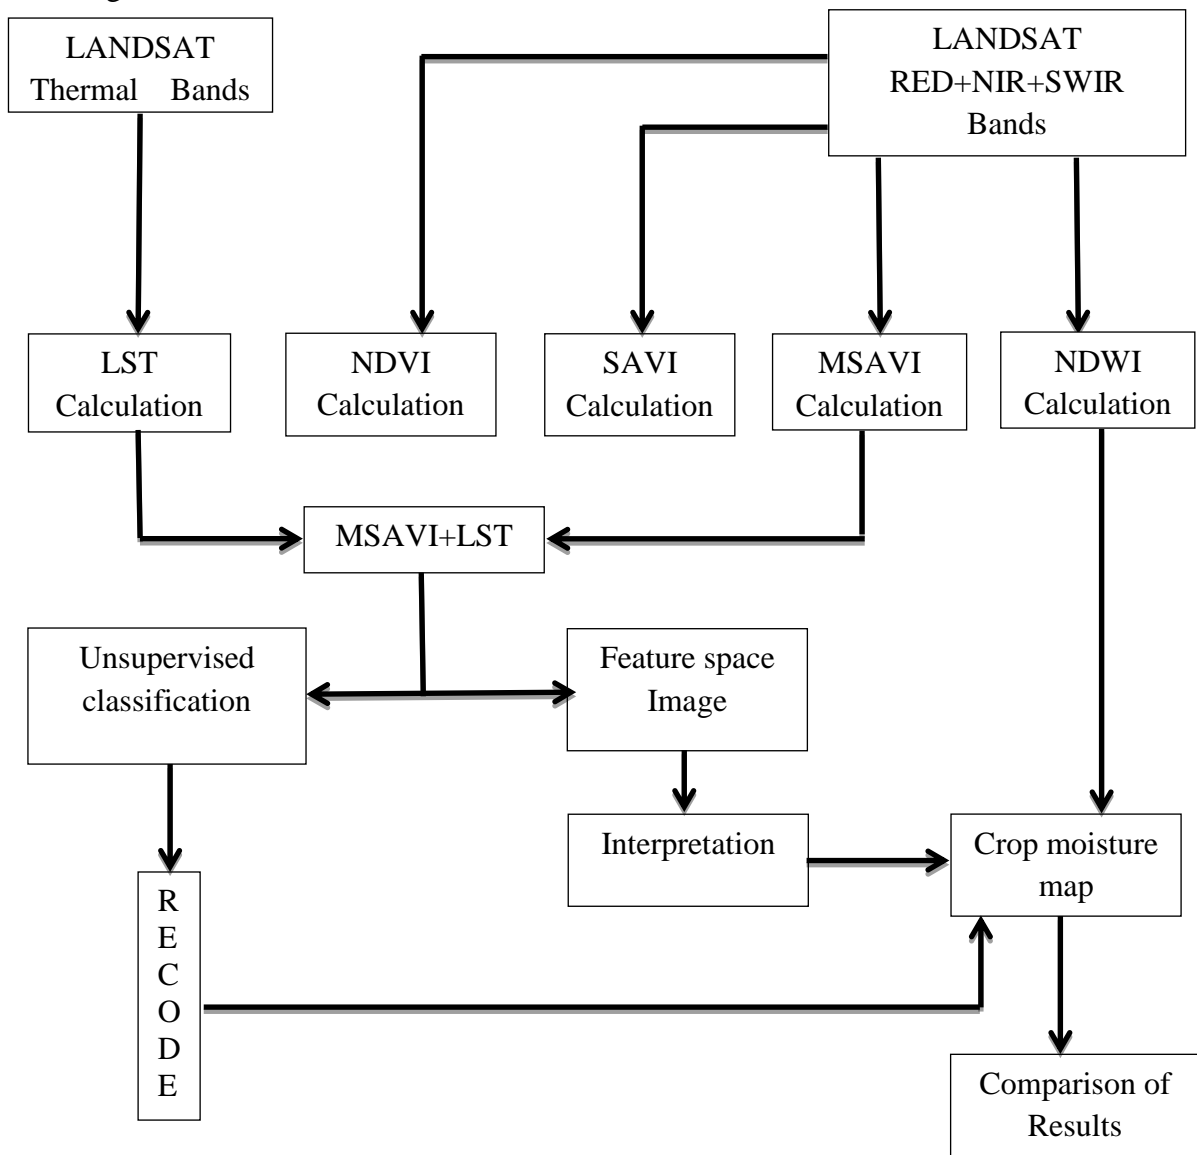 LANDSAT
Thermal Bands
LANDSAT
RED+NIR+SWIR
Bands
LST
Calculation
NDVI
Calculation
SAVI
Calculation
MSAVI
Calculation
NDWI
Calculation
MSAVI+LST
Unsupervised
classification
Feature space
Image
Interpretation
Crop moisture
map
R
E
C
O
D
E
Comparison of
Results